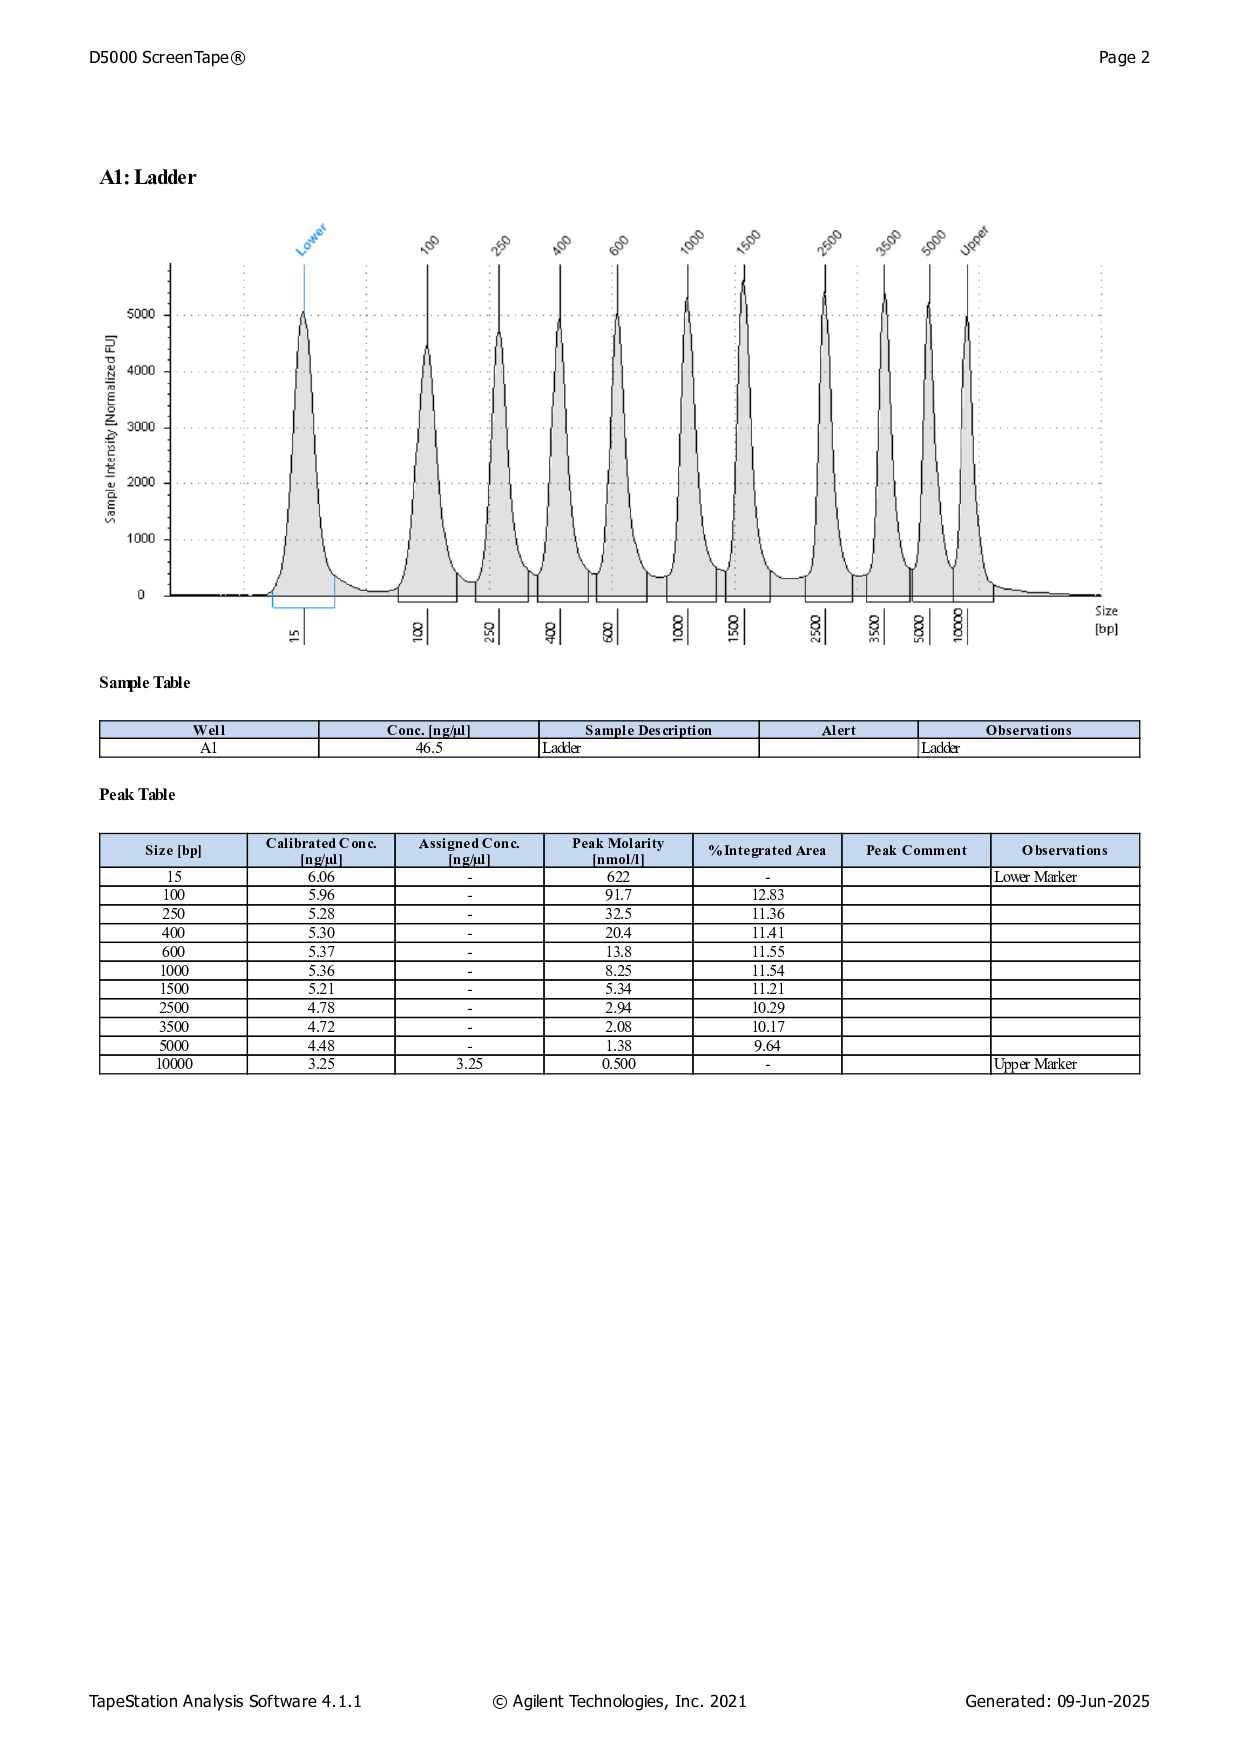 D5000 ScreenTape® Page 2
A1: Ladder
Lower 100 250 400 600 1000 1500 2500 3500 5000 Upper
Sample Intensity [Normalized FU]
5000
4000
3000
2000
1000
0
Size
[bp]
15 100 250 400 600 1000 1500 2500 3500 5000 10000
Sample Table
Well Conc. [ng/µl] Sample Description Alert Observations
A1 46.5 Ladder Ladder
Peak Table
Size [bp] Calibrated Conc. [ng/µl] Assigned Conc. [ng/µl] Peak Molarity [nmol/l] % Integrated Area Peak Comment Observations
15 6.06 - 622 - Lower Marker
100 5.96 - 91.7 12.83
250 5.28 - 32.5 11.36
400 5.30 - 20.4 11.41
600 5.37 - 13.8 11.55
1000 5.36 - 8.25 11.54
1500 5.21 - 5.34 11.21
2500 4.78 - 2.94 10.29
3500 4.72 - 2.08 10.17
5000 4.48 - 1.38 9.64
10000 3.25 3.25 0.500 - Upper Marker
TapeStation Analysis Software 4.1.1 © Agilent Technologies, Inc. 2021 Generated: 09-Jun-2025